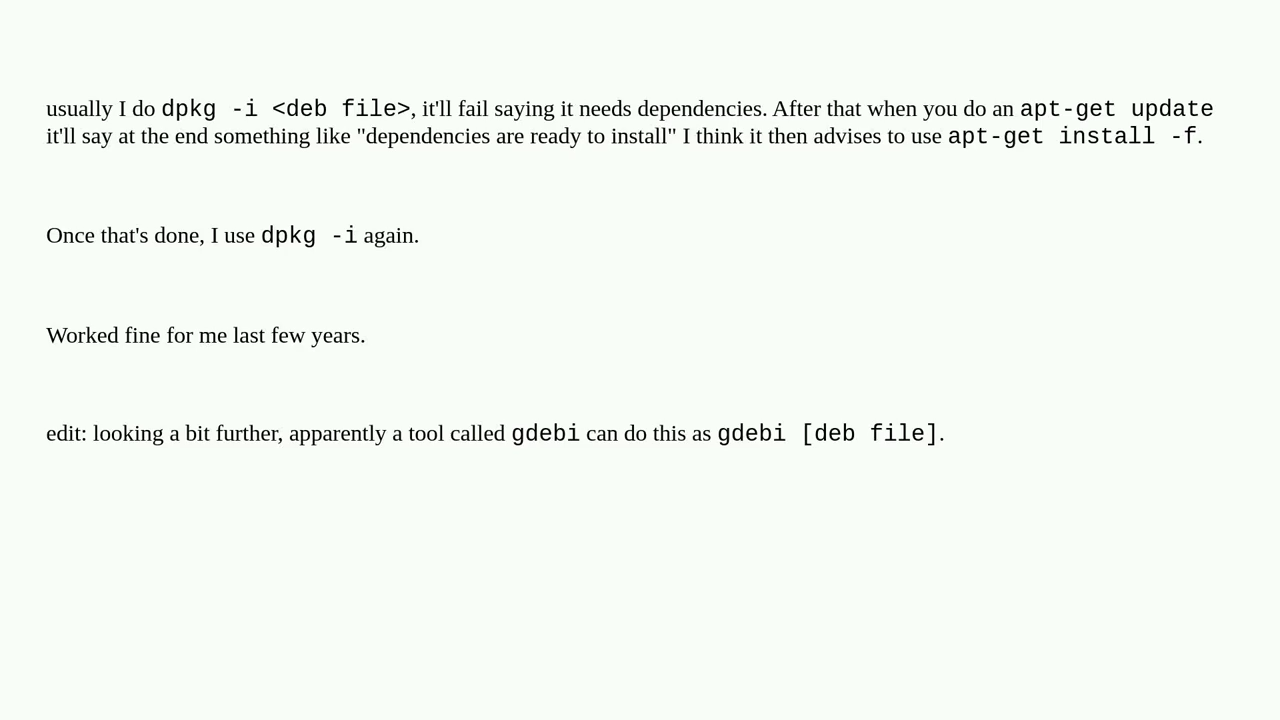 usually I do dpkg -i <deb file>, it'll fail saying it needs dependencies. After that when you do an apt-get update
it'll say at the end something like "dependencies are ready to install" I think it then advises to use apt-get install -f.
Once that's done, I use dpkg -i again.
Worked fine for me last few years.
edit: looking a bit further, apparently a tool called gdebi can do this as gdebi [deb file].